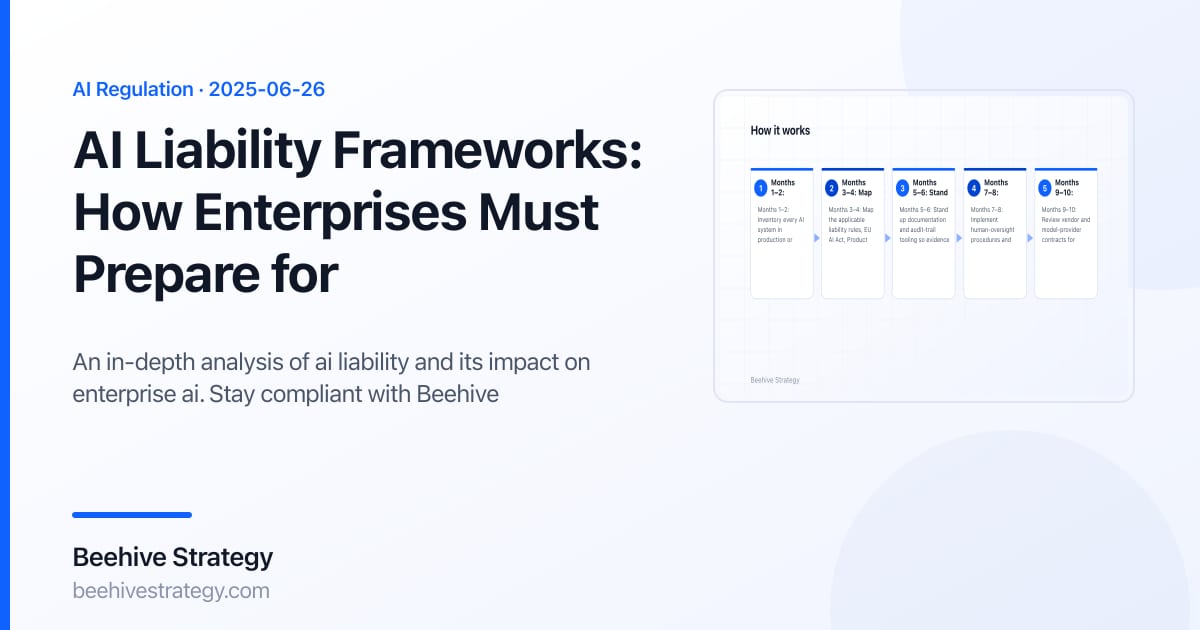 AI Regulation · 2025-06-26
AI Liability Frameworks:
How Enterprises Must
Prepare for
An in-depth analysis of ai liability and its impact on
enterprise ai. Stay compliant with Beehive
Beehive Strategy
beehivestrategy.com
How it works
1
Months
1–2:
Months 1–2:
Inventory every AI
system in
production or
2
Months
3–4: Map
Months 3–4: Map
the applicable
liability rules, EU
AI Act, Product
3
Months
5–6: Stand
Months 5–6: Stand
up documentation
and audit-trail
tooling so evidence
4
Months
7–8:
Months 7–8:
Implement
human-oversight
procedures and
5
Months
9–10:
Months 9–10:
Review vendor and
model-provider
contracts for
Beehive Strategy